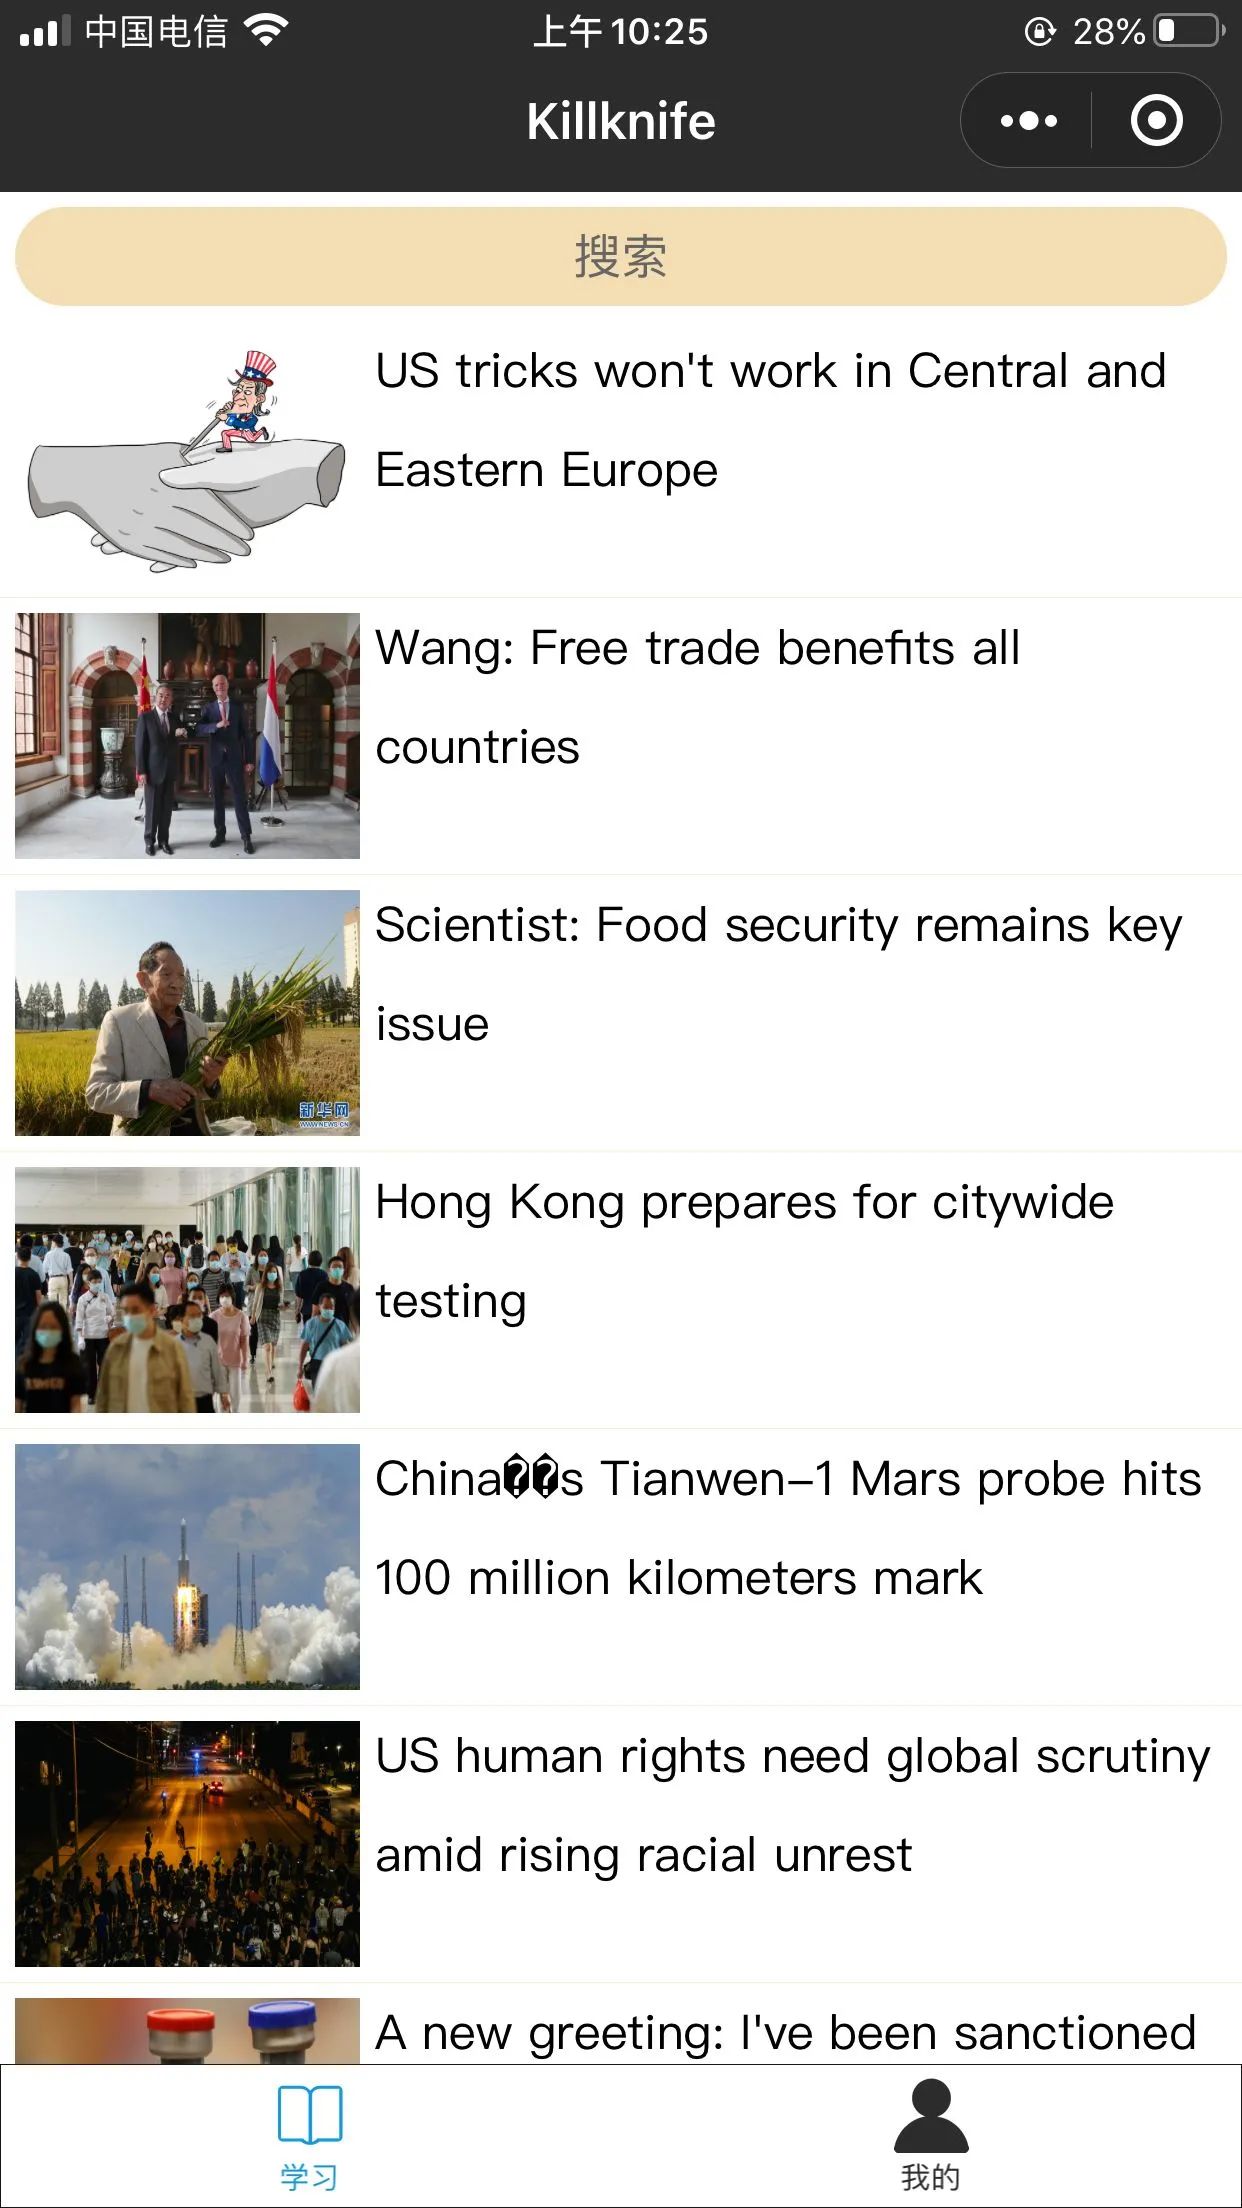 中国电信
上午10:25
28%
Killknife
搜索
US tricks won't work in Central and
Eastern Europe
Wang: Free trade benefits all
countries
Scientist: Food security remains key
issue
新华网
WWW.NEWS.CN
Hong Kong prepares for citywide
testing
China��s Tianwen-1 Mars probe hits
100 million kilometers mark
US human rights need global scrutiny
amid rising racial unrest
A new greeting: I've been sanctioned
学习
我的